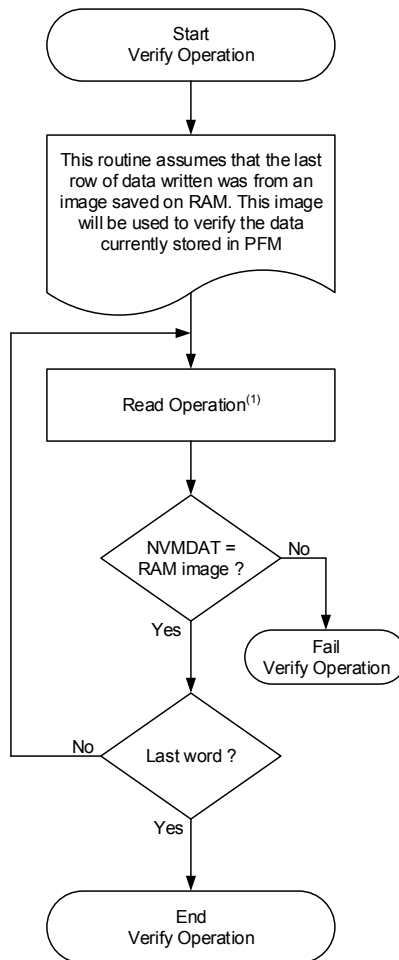 Start
Verify Operation
This routine assumes that the last
row of data written was from an
image saved on RAM. This image
will be used to verify the data
currently stored in PFM
Read Operation(1)
NVMDAT =
RAM image ?
No
Yes
Fail
Verify Operation
No
Last word ?
Yes
End
Verify Operation